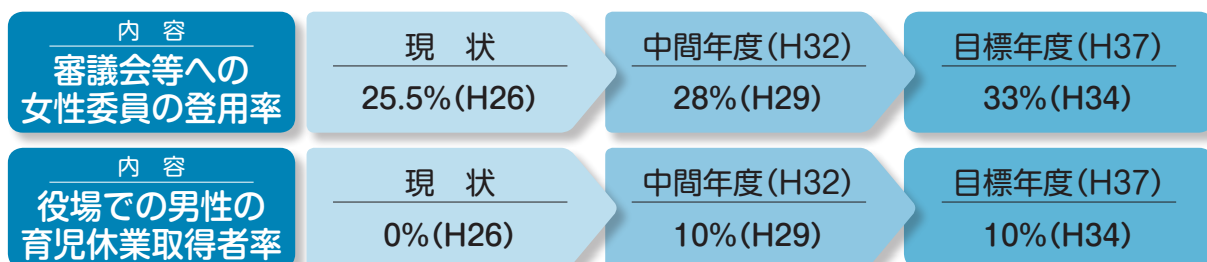 内 容
審議会等への
女性委員の登用率
現 状
25.5%(H26)
中間年度(H32)
28%(H29)
目標年度(H37)
33%(H34)
内 容
役場での男性の
育児休業取得者率
現 状
0%(H26)
中間年度(H32)
10%(H29)
目標年度(H37)
10%(H34)